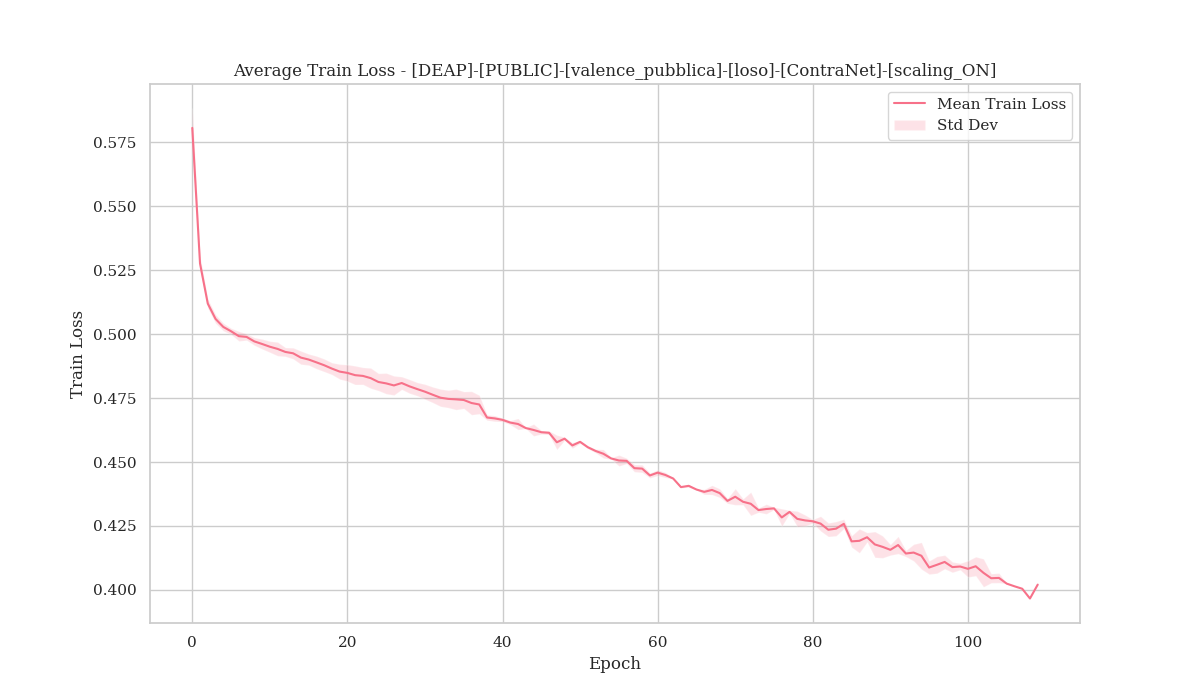 Average Train Loss - [DEAP]-[PUBLIC]-[valence_pubblica]-[loso]-[ContraNet]-[scaling_ON]
Mean Train Loss
Std Dev
0.575
0.550
0.525
0.500
0.475
0.450
0.425
0.400
Train Loss
0
20
40
60
80
100
Epoch